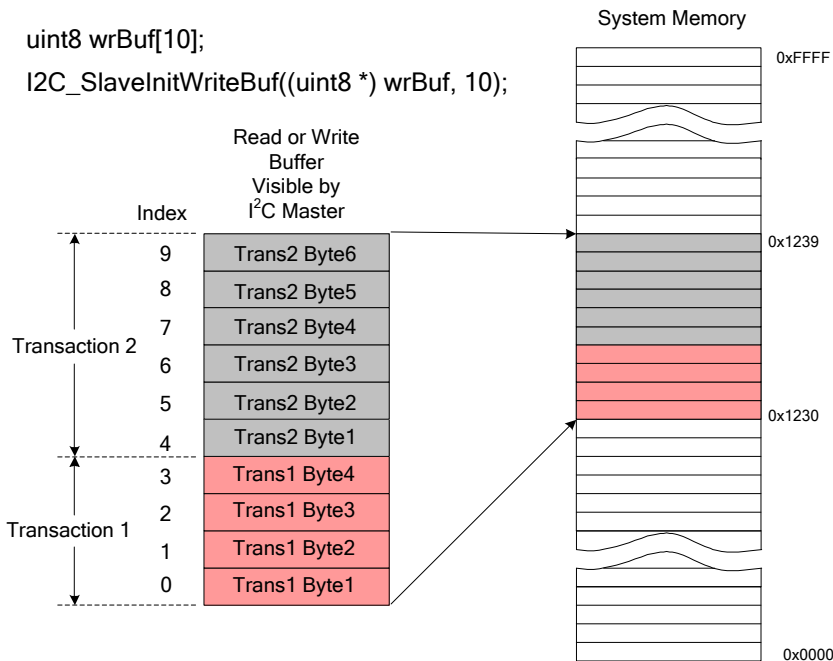 uint8 wrBuf[10];
I2C_SlaveInitWriteBuf((uint8 *) wrBuf, 10);
System Memory
0xFFFF
Read or Write
Buffer
Visible by
I²C Master
Index
9 Trans2 Byte6
8 Trans2 Byte5
7 Trans2 Byte4
Transaction 2
6 Trans2 Byte3
5 Trans2 Byte2
4 Trans2 Byte1
3 Trans1 Byte4
2 Trans1 Byte3
Transaction 1
1 Trans1 Byte2
0 Trans1 Byte1
0x1239
0x1230
0x0000